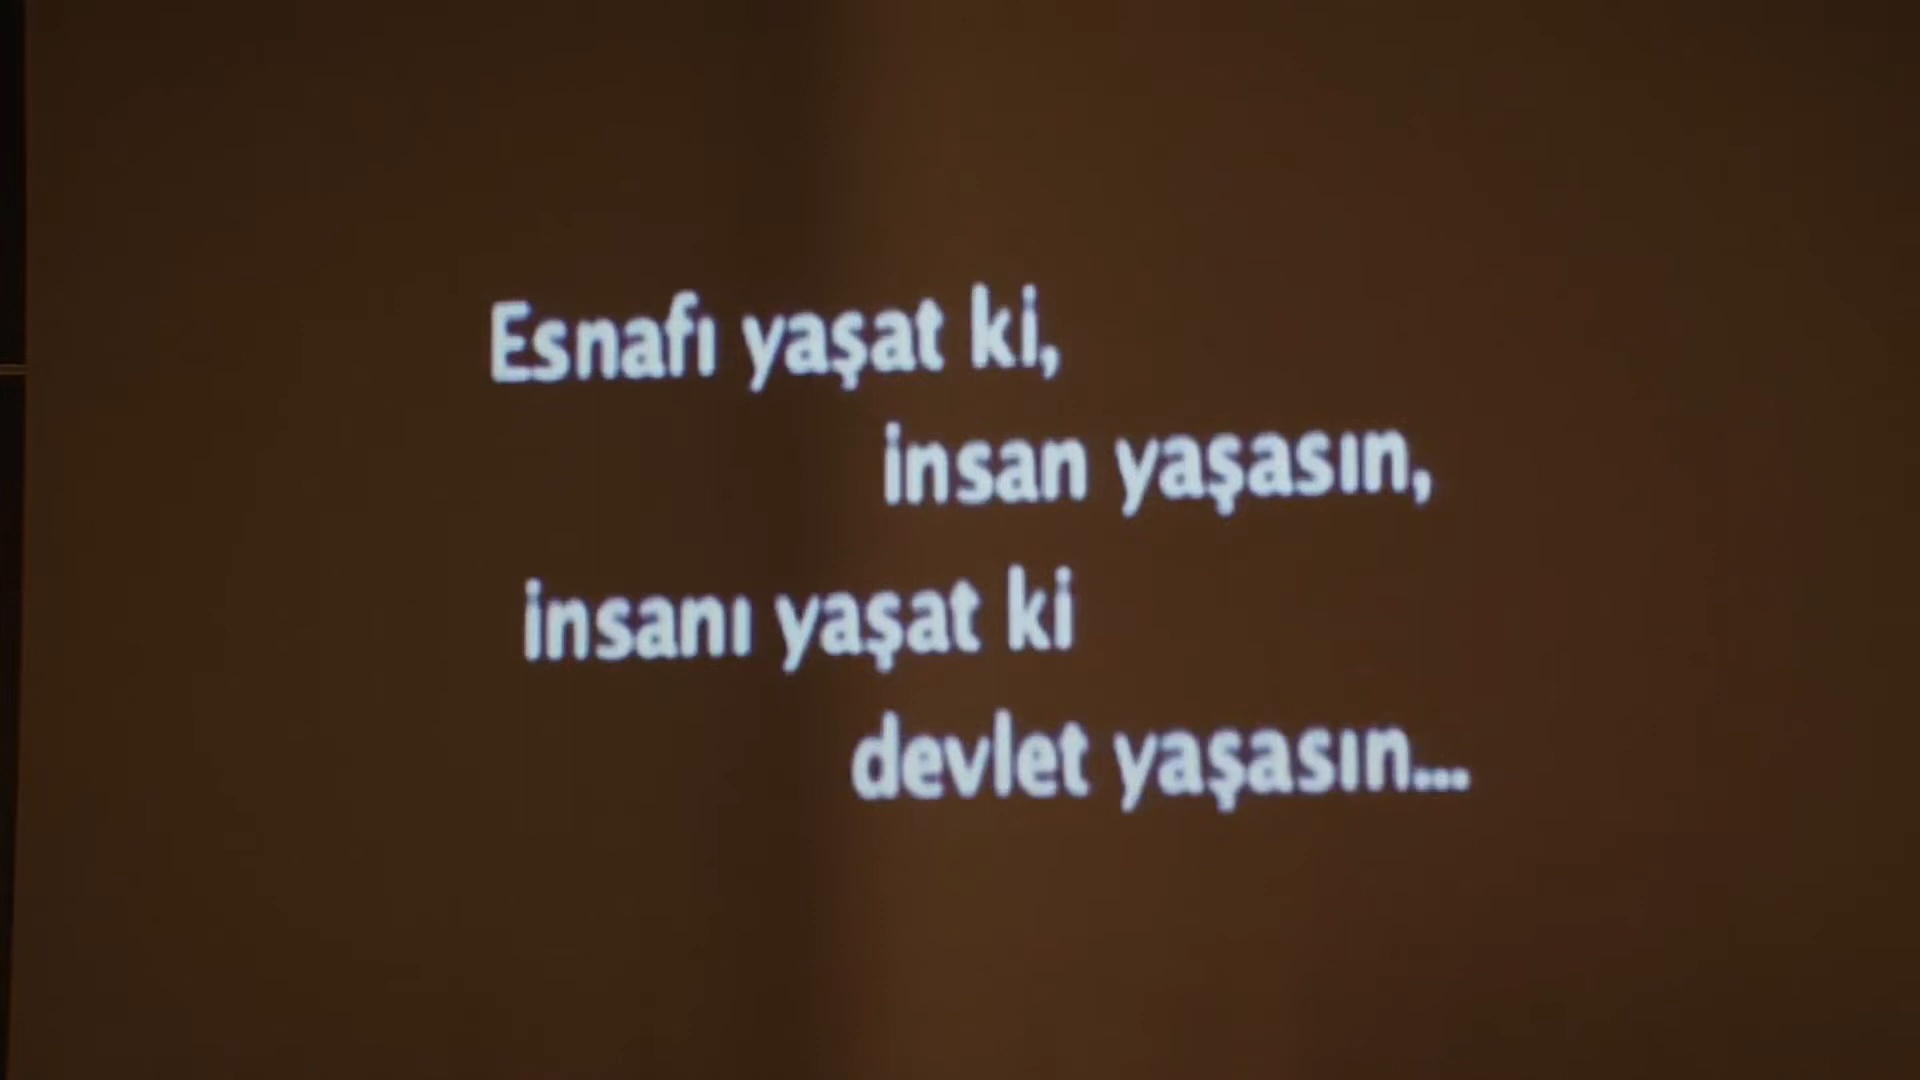 Esnafı yaşat ki,
insan yaşasın,
insanı yaşat ki
devlet yaşasın...